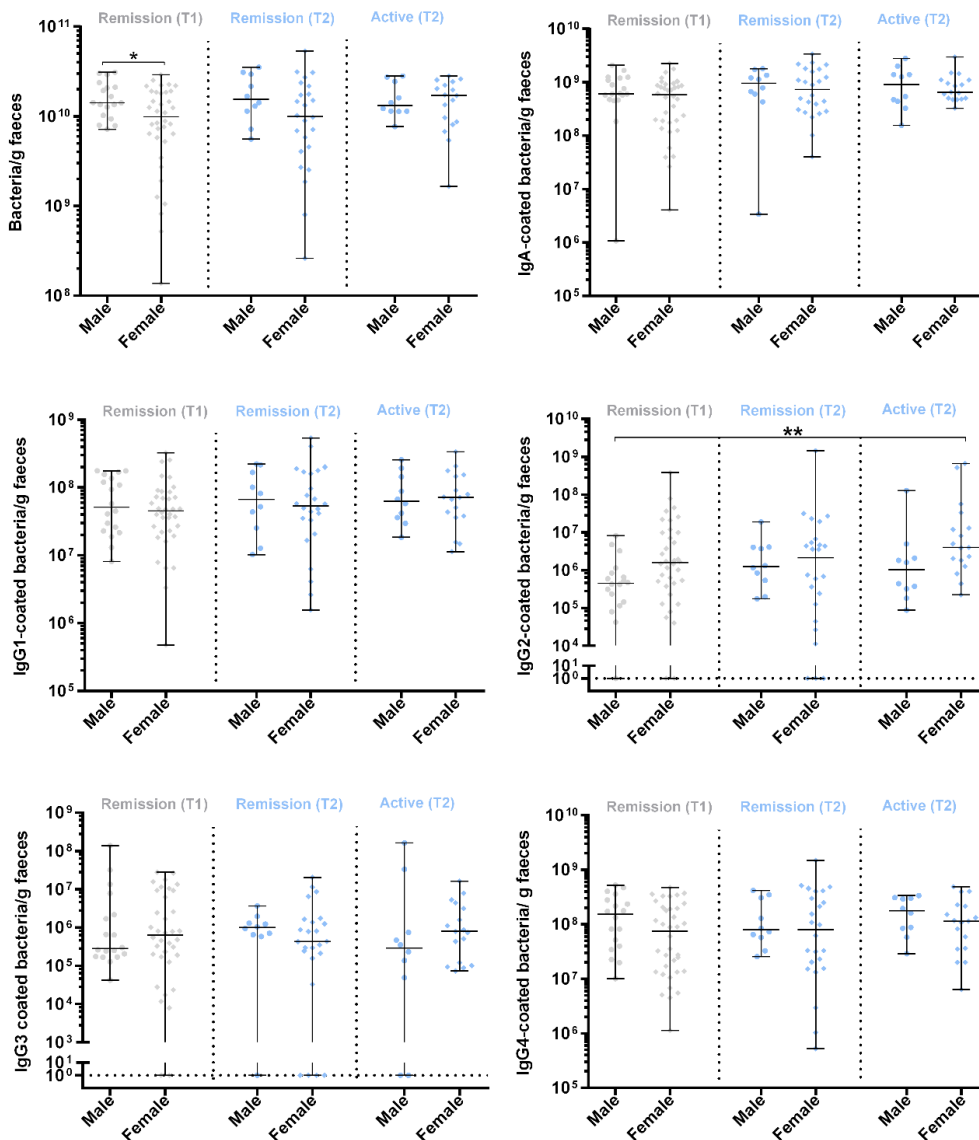 Remission (T1) Remission (T2) Active (T2)
Bacteria/g faeces
10¹¹
10¹⁰
10⁹
10⁸
*
Male Female Male Female Male Female
Remission (T1) Remission (T2) Active (T2)
IgA-coated bacteria/g faeces
10¹⁰
10⁹
10⁸
10⁷
10⁶
10⁵
Male Female Male Female Male Female
Remission (T1) Remission (T2) Active (T2)
IgG1-coated bacteria/g faeces
10⁹
10⁸
10⁷
10⁶
10⁵
Male Female Male Female Male Female
Remission (T1) Remission (T2) Active (T2)
IgG2-coated bacteria/g faeces
10¹⁰
10⁹
10⁸
10⁷
10⁶
10⁵
10⁴
10¹
10⁰
**
Male Female Male Female Male Female
Remission (T1) Remission (T2) Active (T2)
IgG3 coated bacteria/g faeces
10⁹
10⁸
10⁷
10⁶
10⁵
10⁴
10³
10¹
10⁰
Male Female Male Female Male Female
Remission (T1) Remission (T2) Active (T2)
IgG4-coated bacteria/ g faeces
10¹⁰
10⁹
10⁸
10⁷
10⁶
10⁵
Male Female Male Female Male Female